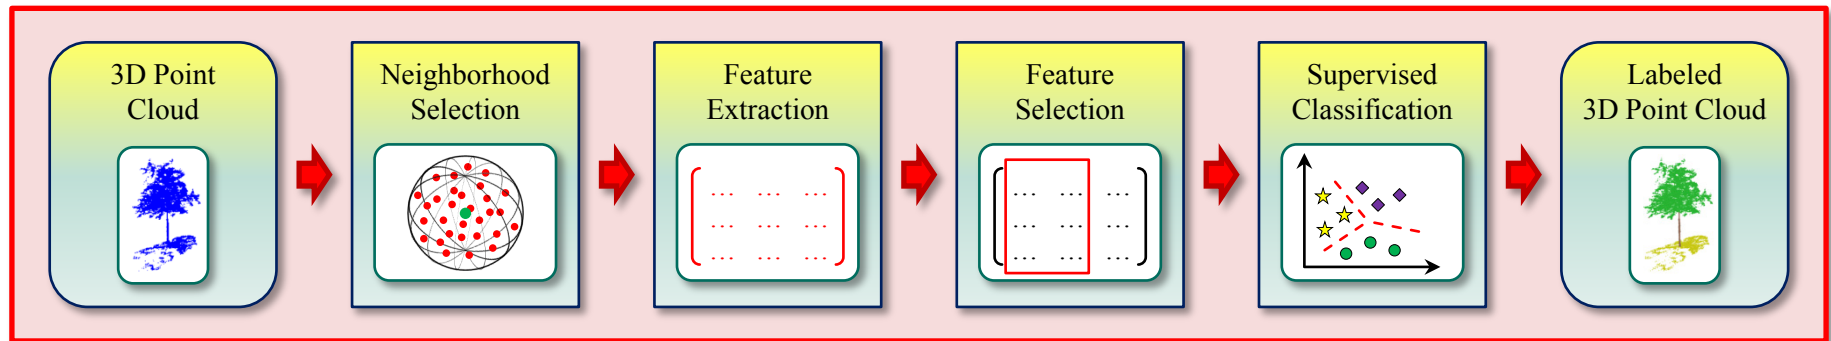 3D Point
Cloud
Neighborhood
Selection
Feature
Extraction
... ... ...
... ... ...
... ... ...
Feature
Selection
... ... ...
... ... ...
... ... ...
Supervised
Classification
Labeled
3D Point Cloud